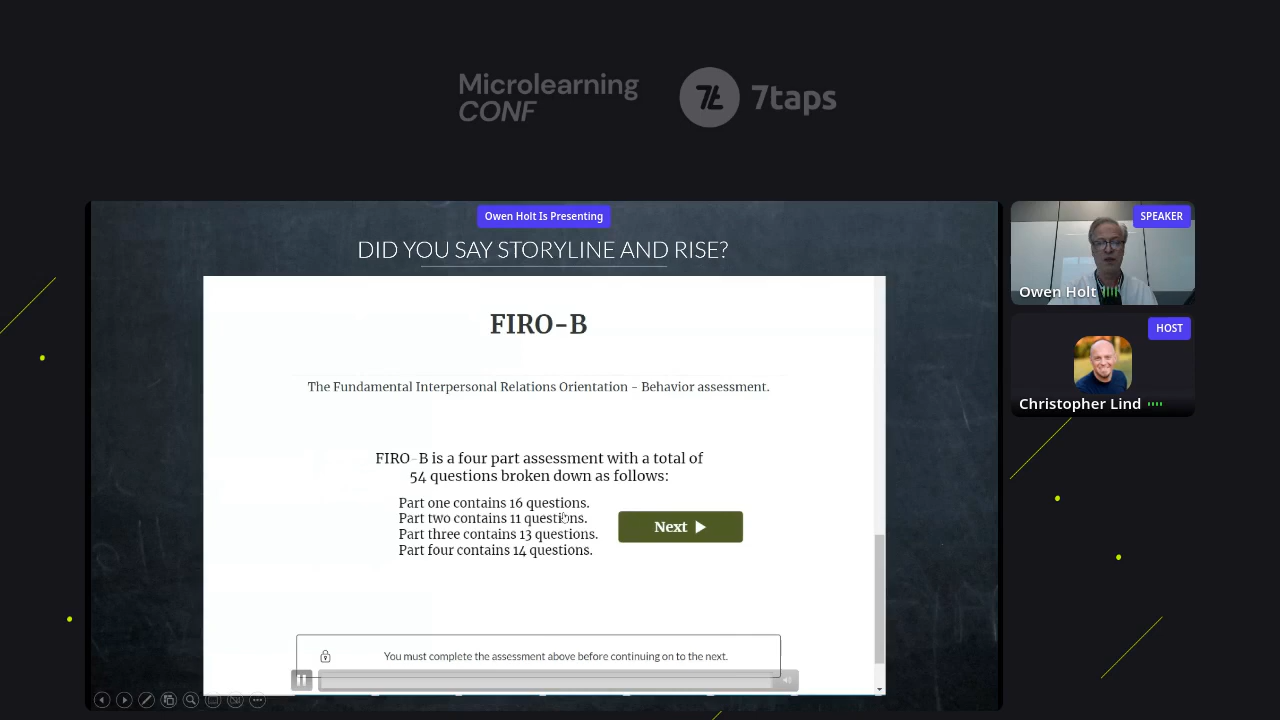 Microlearning
CONF
7taps
Owen Holt Is Presenting
DID YOU SAY STORYLINE AND RISE?
FIRO-B
The Fundamental Interpersonal Relations Orientation - Behavior assessment.
FIRO-B is a four part assessment with a total of
54 questions broken down as follows:
Part one contains 16 questions.
Part two contains 11 questions.
Part three contains 13 questions.
Part four contains 14 questions.
Next
You must complete the assessment above before continuing on to the next.
SPEAKER
Owen Holt
HOST
Christopher Lind